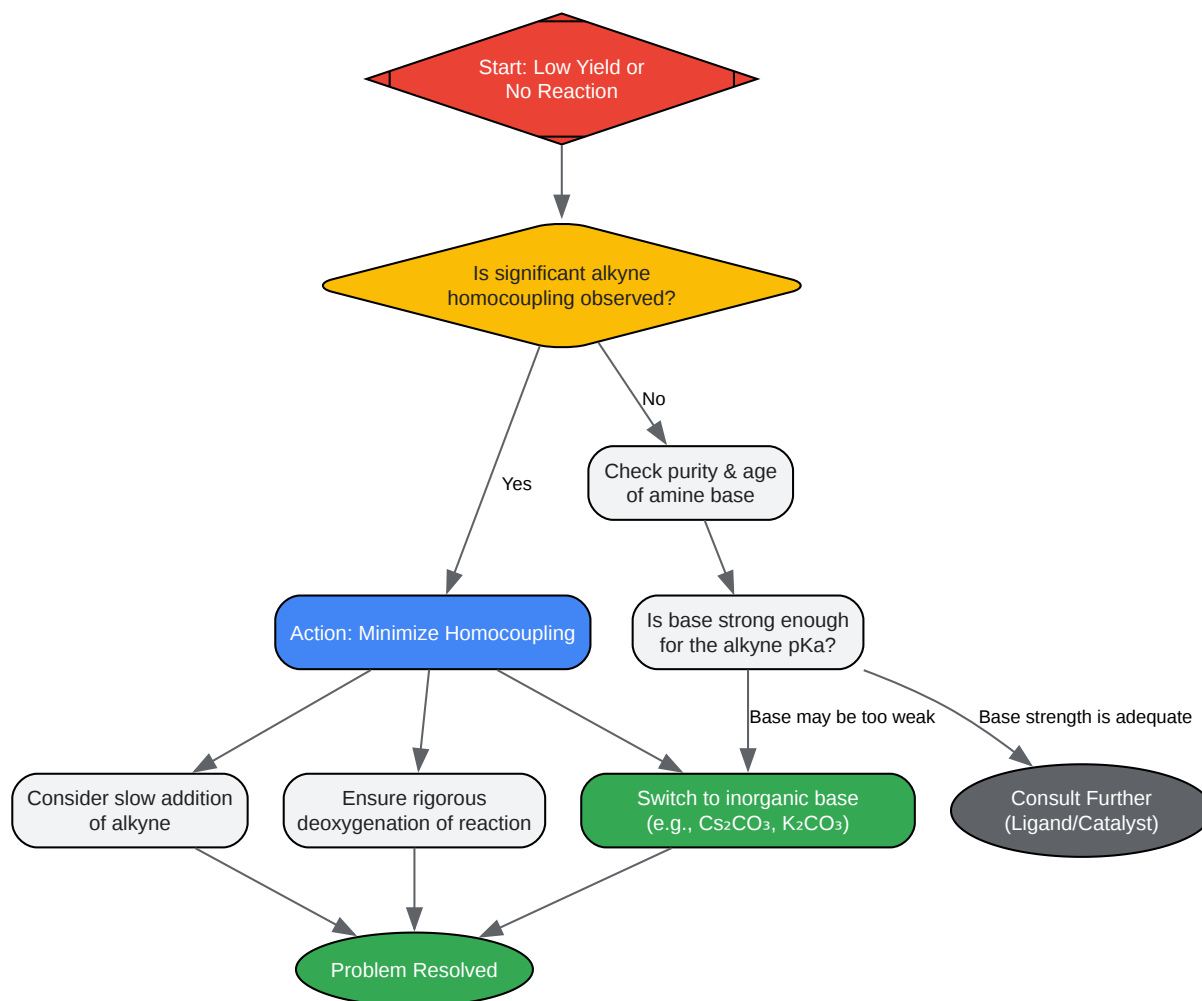 Start: Low Yield or
No Reaction
Is significant alkyne
homocoupling observed?
No
Check purity & age
of amine base
Yes
Action: Minimize Homocoupling
Is base strong enough
for the alkyne pKa?
Base may be too weak
Base strength is adequate
Consider slow addition
of alkyne
Ensure rigorous
deoxygenation of reaction
Switch to inorganic base
(e.g., Cs₂CO₃, K₂CO₃)
Consult Further
(Ligand/Catalyst)
Problem Resolved